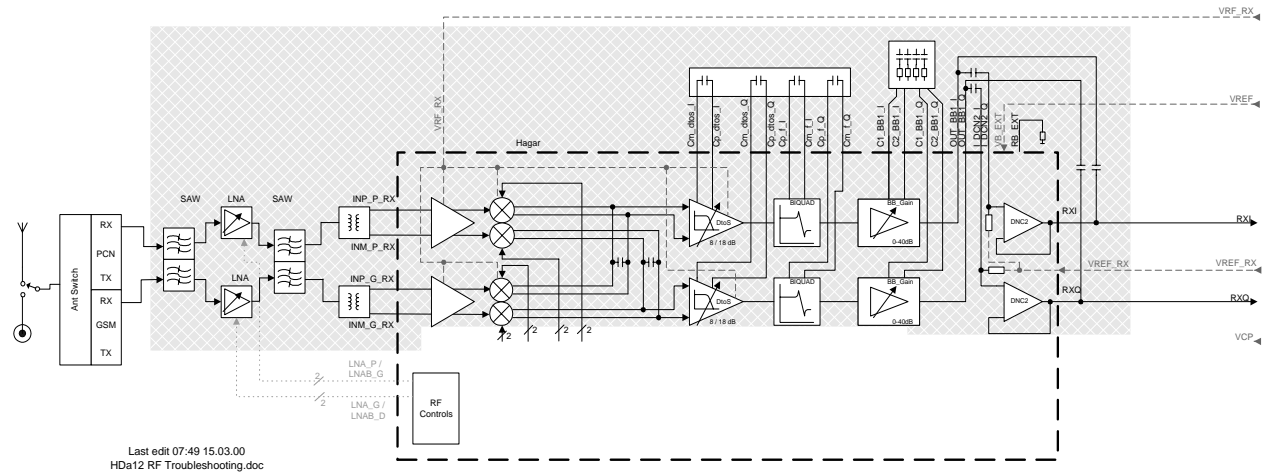 VRF_RX
VREF
VREF_RX
VCP
VRF_RX
Hagar
Cm_dtos_I
Cp_dtos_I
Cm_dtos_Q
Cp_dtos_Q
Cp_f_I
Cm_f_I
Cp_f_Q
Cm_f_Q
C1_BB1_I
C2_BB1_I
C1_BB1_Q
C2_BB1_Q
OUT_BB1_I
OUT_BB1_Q
I_DCN2_I
I_DCN2_Q
VB_EXT
RB_EXT
SAW
LNA
SAW
INP_P_RX
INM_P_RX
LNA
INP_G_RX
INM_G_RX
Ant Switch
RX
PCN
TX
RX
GSM
TX
DtoS
8 / 18 dB
BIQUAD
BB_Gain
0-40dB
DNC2
RXI
RXI
DtoS
8 / 18 dB
BIQUAD
BB_Gain
0-40dB
DNC2
RXQ
RXQ
2
2
2
2
LNA_P /
LNAB_G
2
LNA_G /
LNAB_D
2
RF
Controls
Last edit 07:49 15.03.00
HDa12 RF Troubleshooting.doc